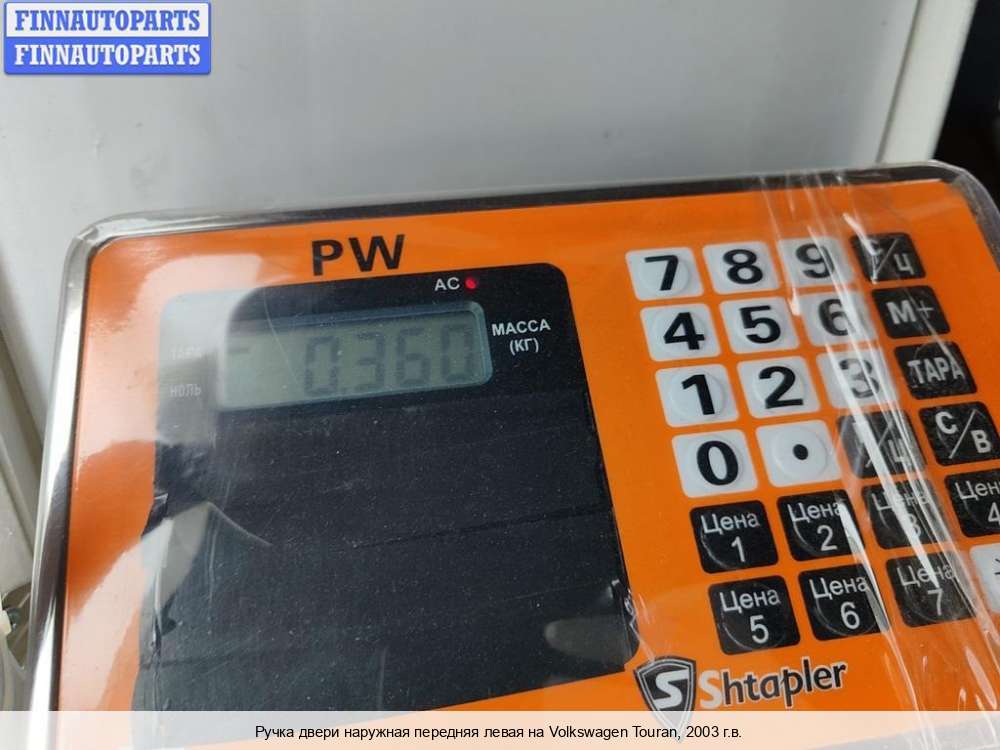 FINNAUTOPARTS
FINNAUTOPARTS
PW
AC
ТАРА
НОЛЬ
0.360
МАССА
(КГ)
7 8 9
4 5 6 М+
1 2 3 ТАРА
0 • С/В
Цена 1
Цена 2
Цена 3
Цена 4
Цена 5
Цена 6
Цена 7
S Shtapler
Ручка двери наружная передняя левая на Volkswagen Touran, 2003 г.в.